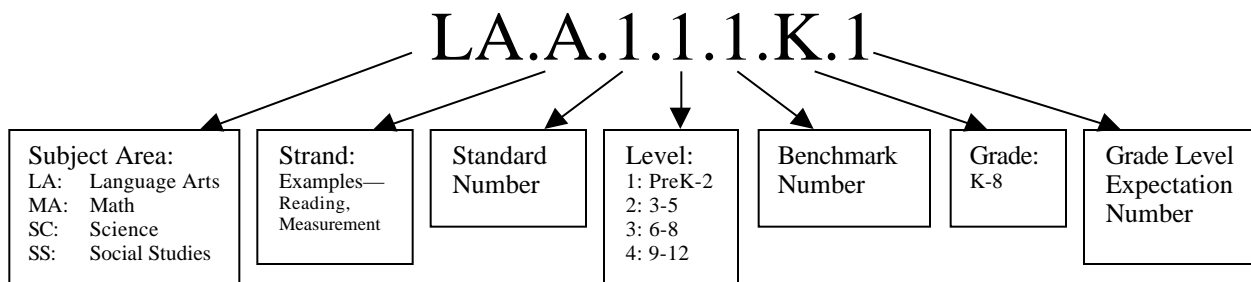 LA.A.1.1.1.K.1
Subject Area:
LA: Language Arts
MA: Math
SC: Science
SS: Social Studies
Strand:
Examples—
Reading,
Measurement
Standard
Number
Level:
1: PreK-2
2: 3-5
3: 6-8
4: 9-12
Benchmark
Number
Grade:
K-8
Grade Level
Expectation
Number